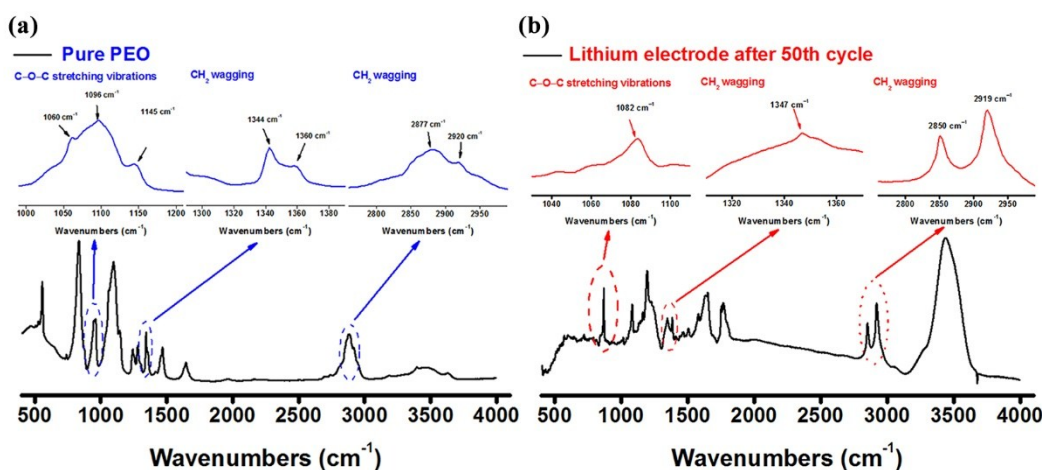 (a)
Pure PEO
C–O–C stretching vibrations
CH₂ wagging
CH₂ wagging
1060 cm⁻¹
1096 cm⁻¹
1145 cm⁻¹
1344 cm⁻¹
1360 cm⁻¹
2877 cm⁻¹
2920 cm⁻¹
1000 1050 1100 1150 1200
1300 1320 1340 1360 1380
2800 2850 2900 2950
Wavenumbers (cm⁻¹)
Wavenumbers (cm⁻¹)
Wavenumbers (cm⁻¹)
500 1000 1500 2000 2500 3000 3500 4000
Wavenumbers (cm⁻¹)
(b)
Lithium electrode after 50th cycle
C–O–C stretching vibrations
CH₂ wagging
CH₂ wagging
1082 cm⁻¹
1347 cm⁻¹
2850 cm⁻¹
2919 cm⁻¹
1040 1060 1080 1100
1320 1340 1360
2800 2850 2900 2950
Wavenumbers (cm⁻¹)
Wavenumbers (cm⁻¹)
Wavenumbers (cm⁻¹)
500 1000 1500 2000 2500 3000 3500 4000
Wavenumbers (cm⁻¹)